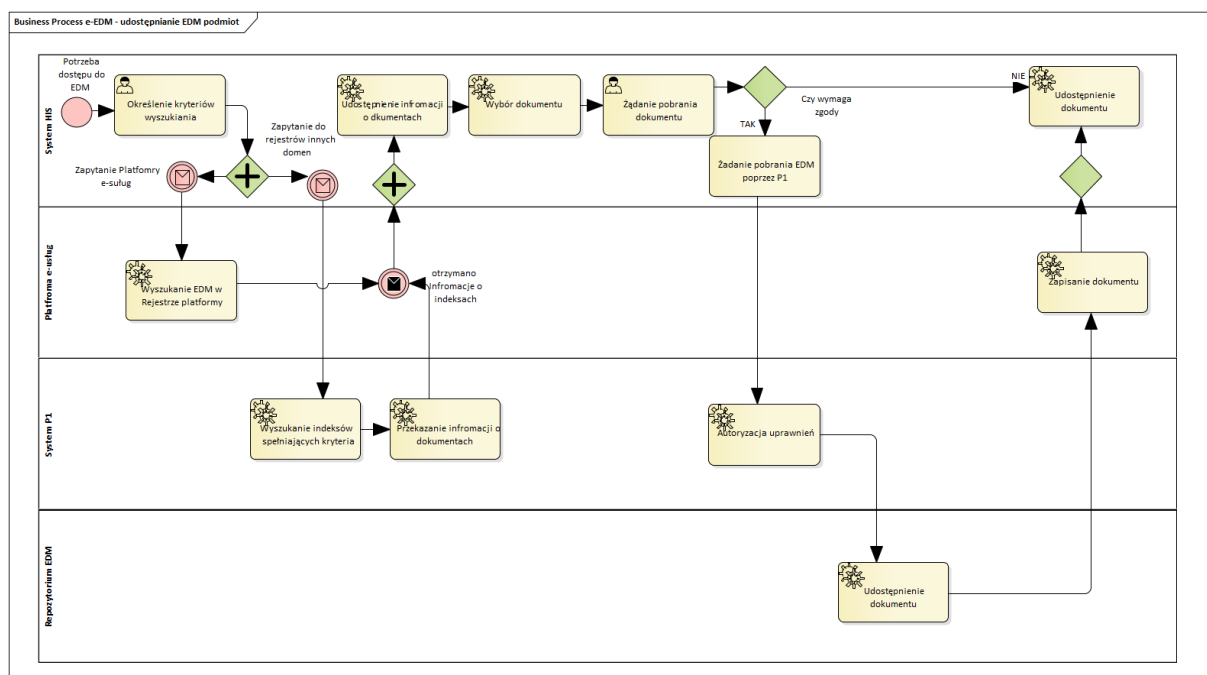 Business Process e-EDM - udostępnianie EDM podmiot
System HIS
Potrzeba
dostępu do
EDM
Określenie kryteriów
wyszukiania
Zapytanie do
rejestrów innych
domen
Zapytanie Platfomry
e-suług
Udostępnienie infromacji
o dkumentach
Wybór dokumentu
Żądanie pobrania
dokumentu
Czy wymaga
zgody
NIE
TAK
Żadanie pobrania EDM
poprzez P1
Udostępnienie
dokumentu
Platfroma e-usług
Wyszukanie EDM w
Rejestrze platformy
otrzymano
infromacje o
indeksach
Zapisanie dokumentu
System P1
Wyszukanie indeksów
spełniających kryteria
Przekazanie infromacji o
dokumentach
Autoryzacja uprawnień
Repozytorium EDM
Udostępnienie
dokumentu